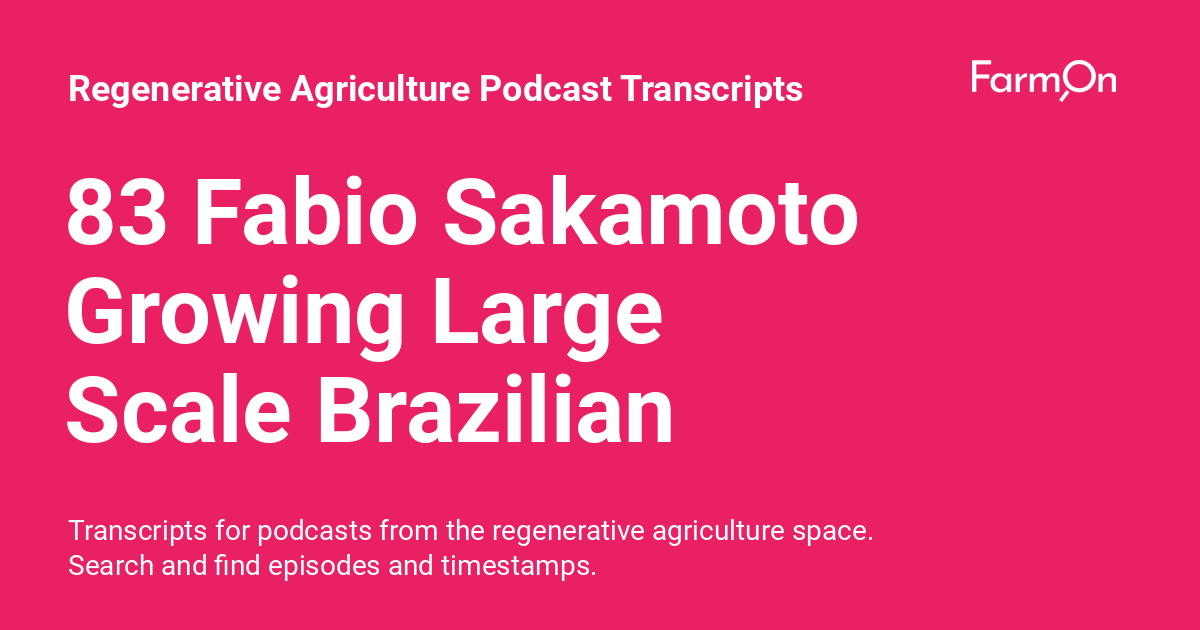 Regenerative Agriculture Podcast Transcripts
FarmOn
83 Fabio Sakamoto
Growing Large
Scale Brazilian
Transcripts for podcasts from the regenerative agriculture space.
Search and find episodes and timestamps.